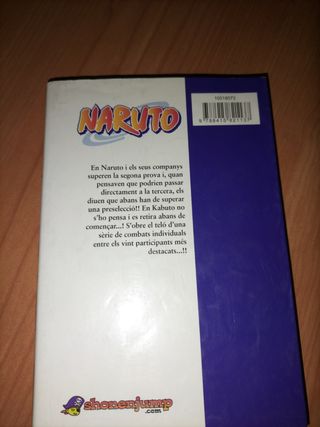 10018072
NARUTO
En Naruto i els seus companys
superen la segona prova i, quan
pensaven que podrien passar
directament a la tercera, els
diuen que abans han de superar
una preselecció!! En Kabuto no
s'ho pensa i es retira abans de
començar...! S'obre el teló d'una
sèrie de combats individuals
entre els vint participants més
destacats...!!
shonenjump
.com